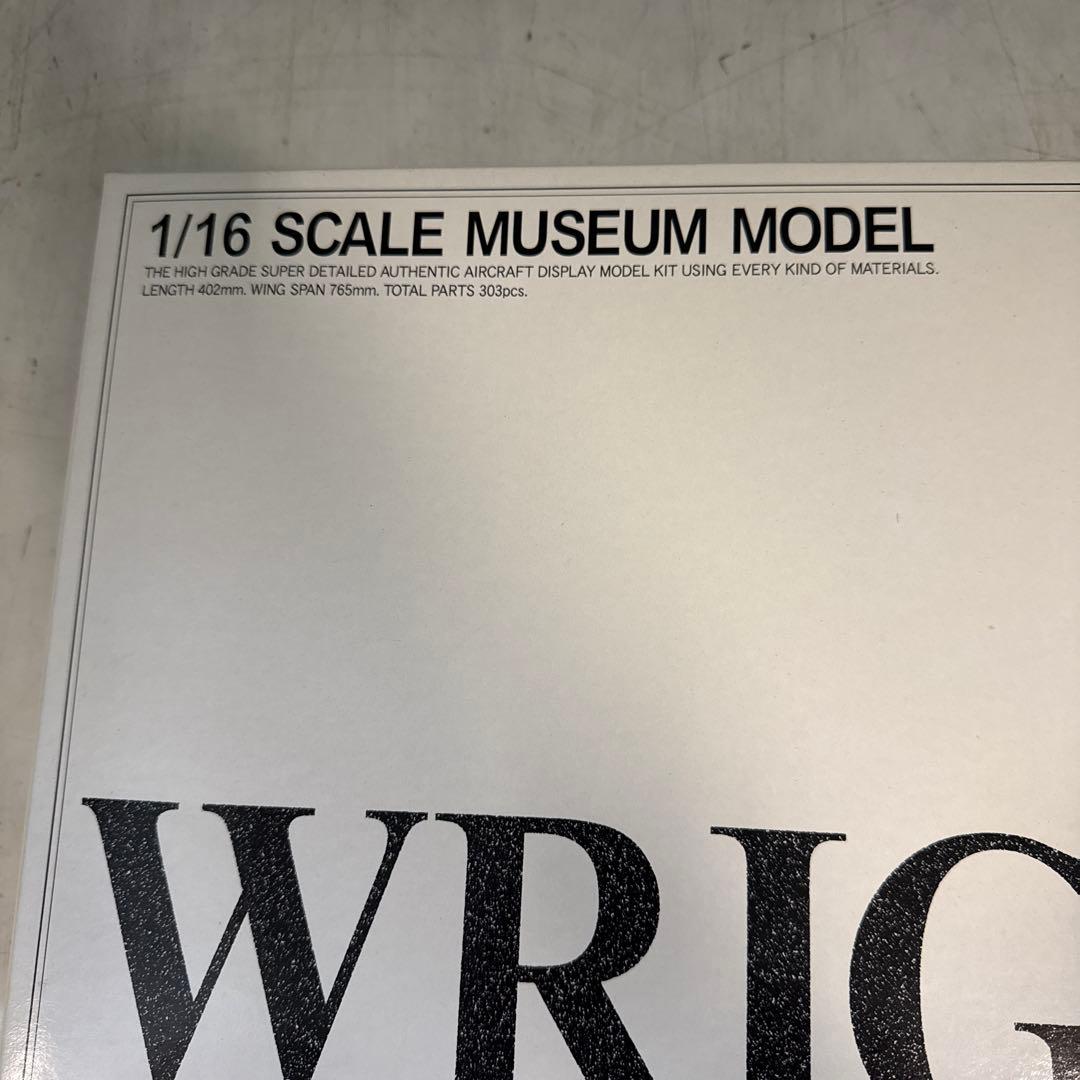 1/16 SCALE MUSEUM MODEL
THE HIGH GRADE SUPER DETAILED AUTHENTIC AIRCRAFT DISPLAY MODEL KIT USING EVERY KIND OF MATERIALS.
LENGTH 402mm. WING SPAN 765mm. TOTAL PARTS 303pcs.
WRIG